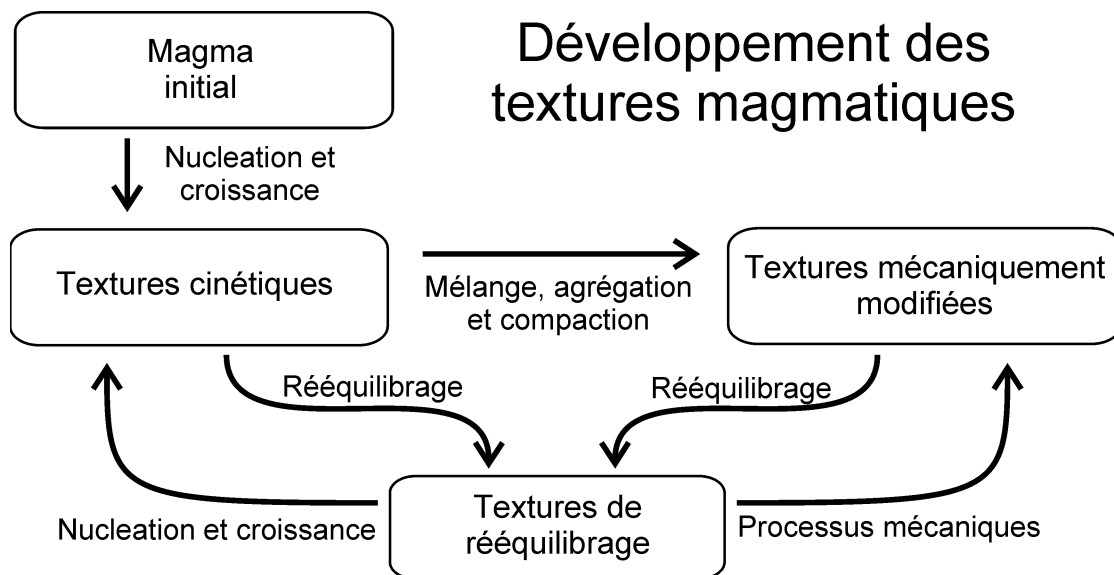 Développement des
textures magmatiques
Magma
initial
Nucleation et
croissance
Textures cinétiques
Mélange, agrégation
et compaction
Textures mécaniquement
modifiées
Rééquilibrage
Rééquilibrage
Nucleation et croissance
Textures de
rééquilibrage
Processus mécaniques